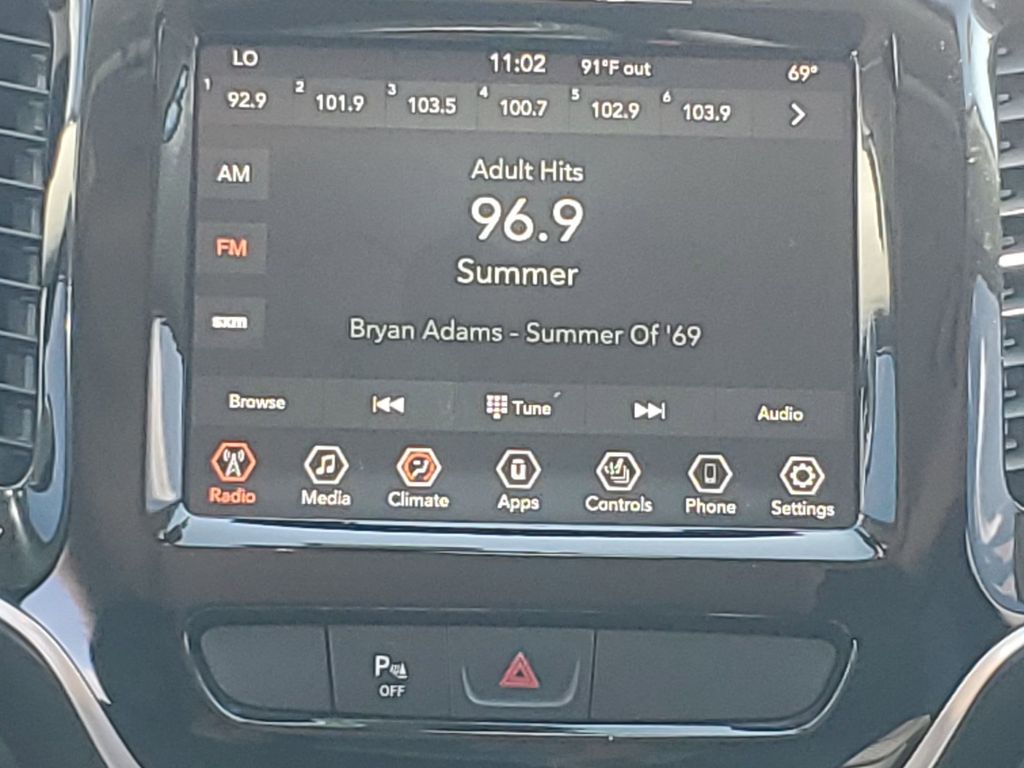 LO 11:02 91°F out 69°
1 92.9 2 101.9 3 103.5 4 100.7 5 102.9 6 103.9
AM
Adult Hits
96.9
FM
Summer
sxm
Bryan Adams - Summer Of '69
Browse Tune Audio
Radio Media Climate Apps Controls Phone Settings
P
OFF